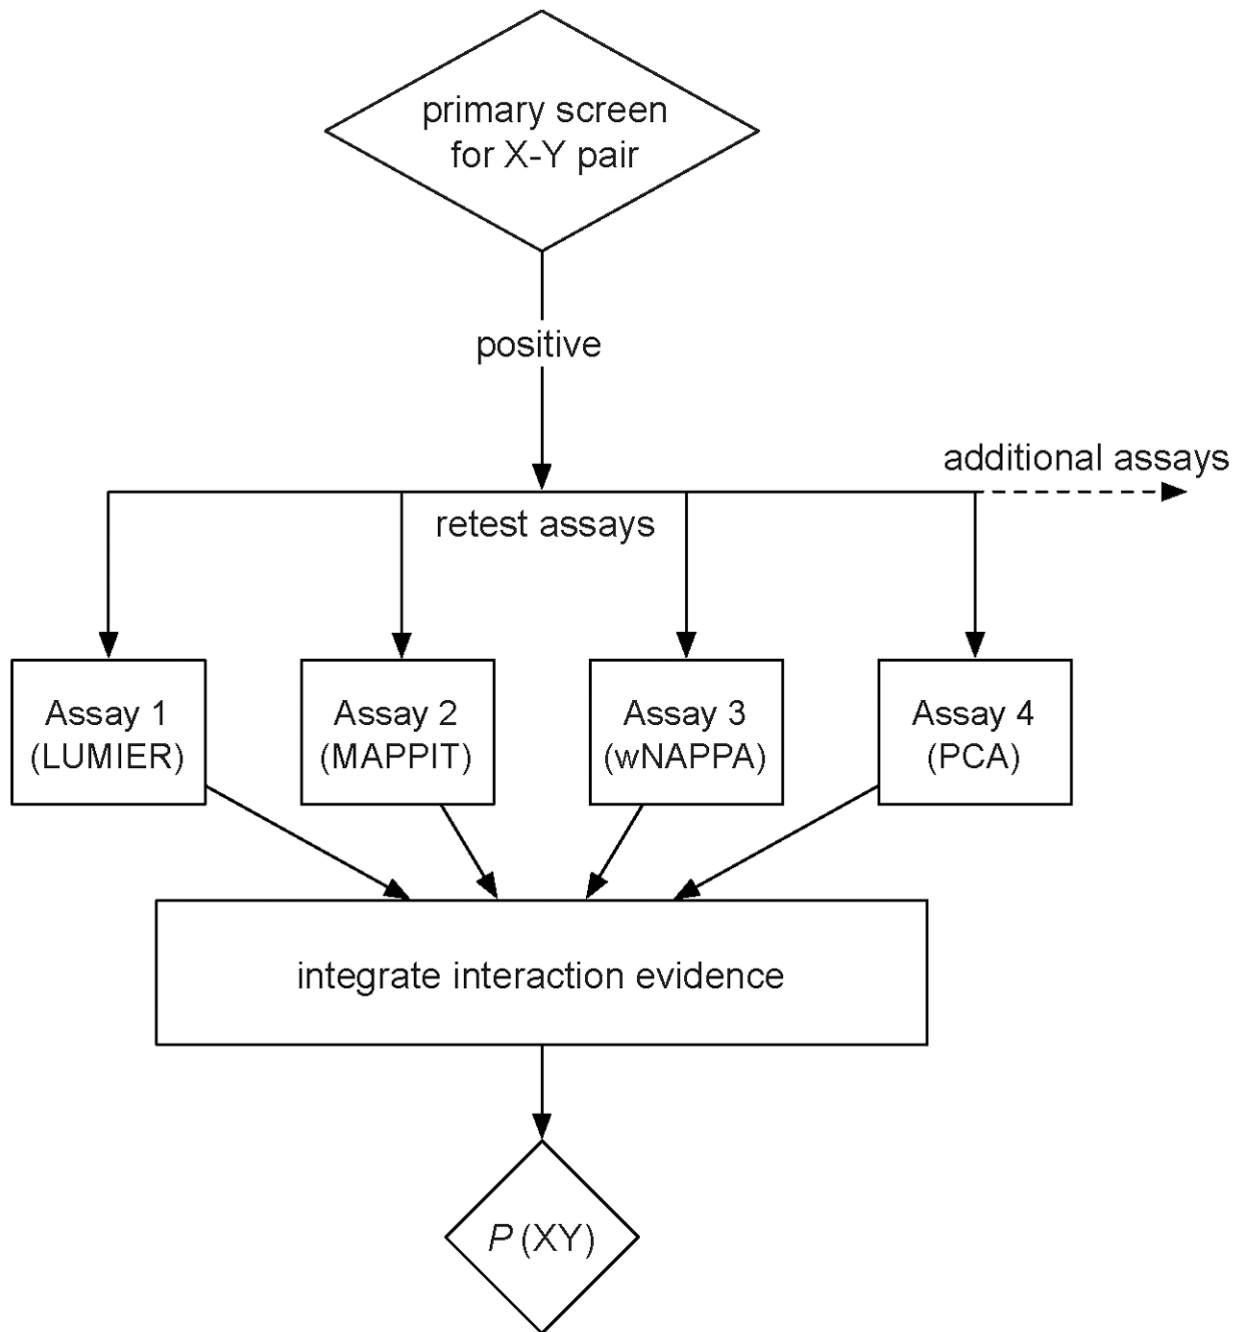 primary screen
for X-Y pair
positive
additional assays
retest assays
Assay 1
(LUMIER)
Assay 2
(MAPPIT)
Assay 3
(wNAPPA)
Assay 4
(PCA)
integrate interaction evidence
P (XY)